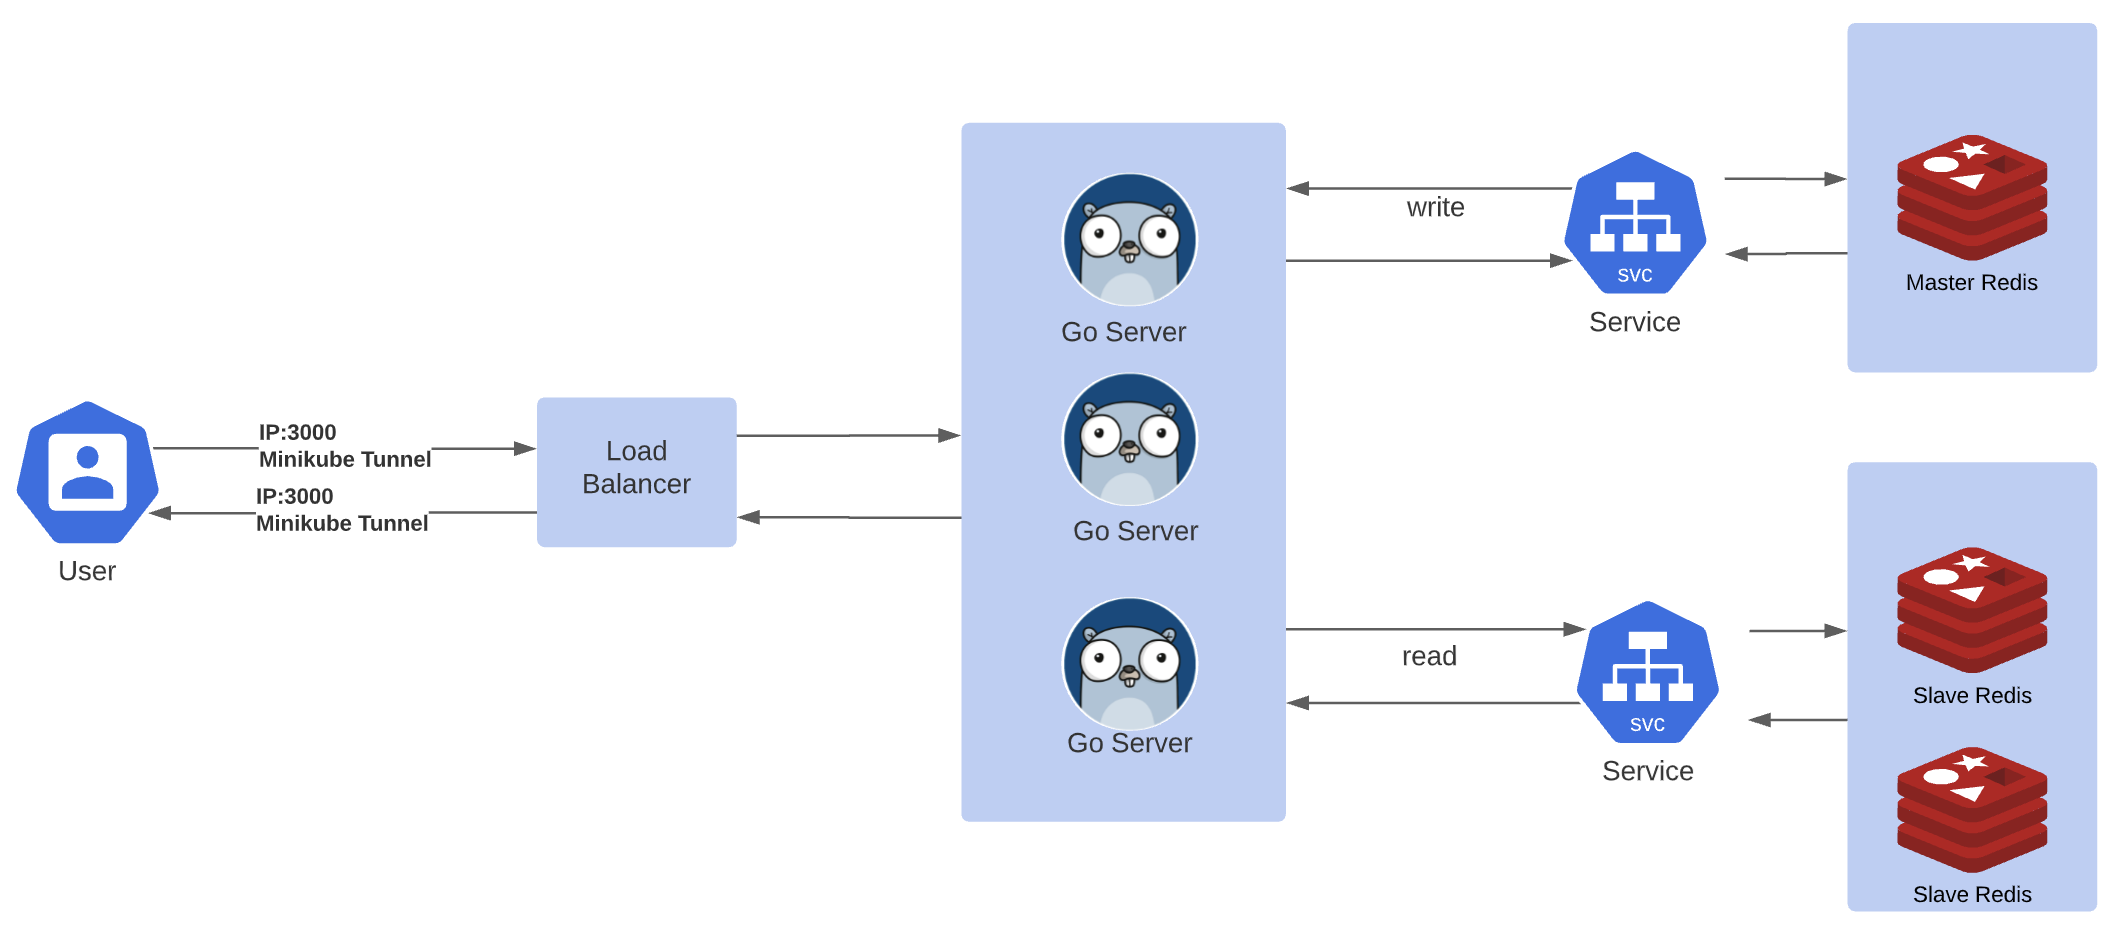 IP:3000
Minikube Tunnel
IP:3000
Minikube Tunnel
User
Load
Balancer
Go Server
Go Server
Go Server
write
svc
Service
read
svc
Service
Master Redis
Slave Redis
Slave Redis